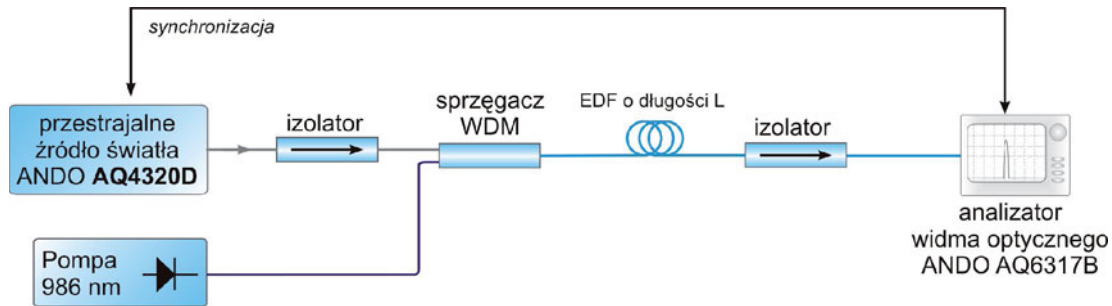 synchronizacja
przestrajalne
źródło światła
ANDO AQ4320D
izolator
sprzęgacz
WDM
EDF o długości L
izolator
analizator
widma optycznego
ANDO AQ6317B
Pompa
986 nm